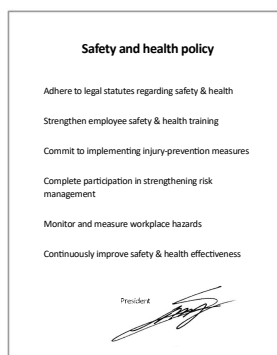 Safety and health policy
Adhere to legal statutes regarding safety & health
Strengthen employee safety & health training
Commit to implementing injury-prevention measures
Complete participation in strengthening risk
management
Monitor and measure workplace hazards
Continuously improve safety & health effectiveness
President